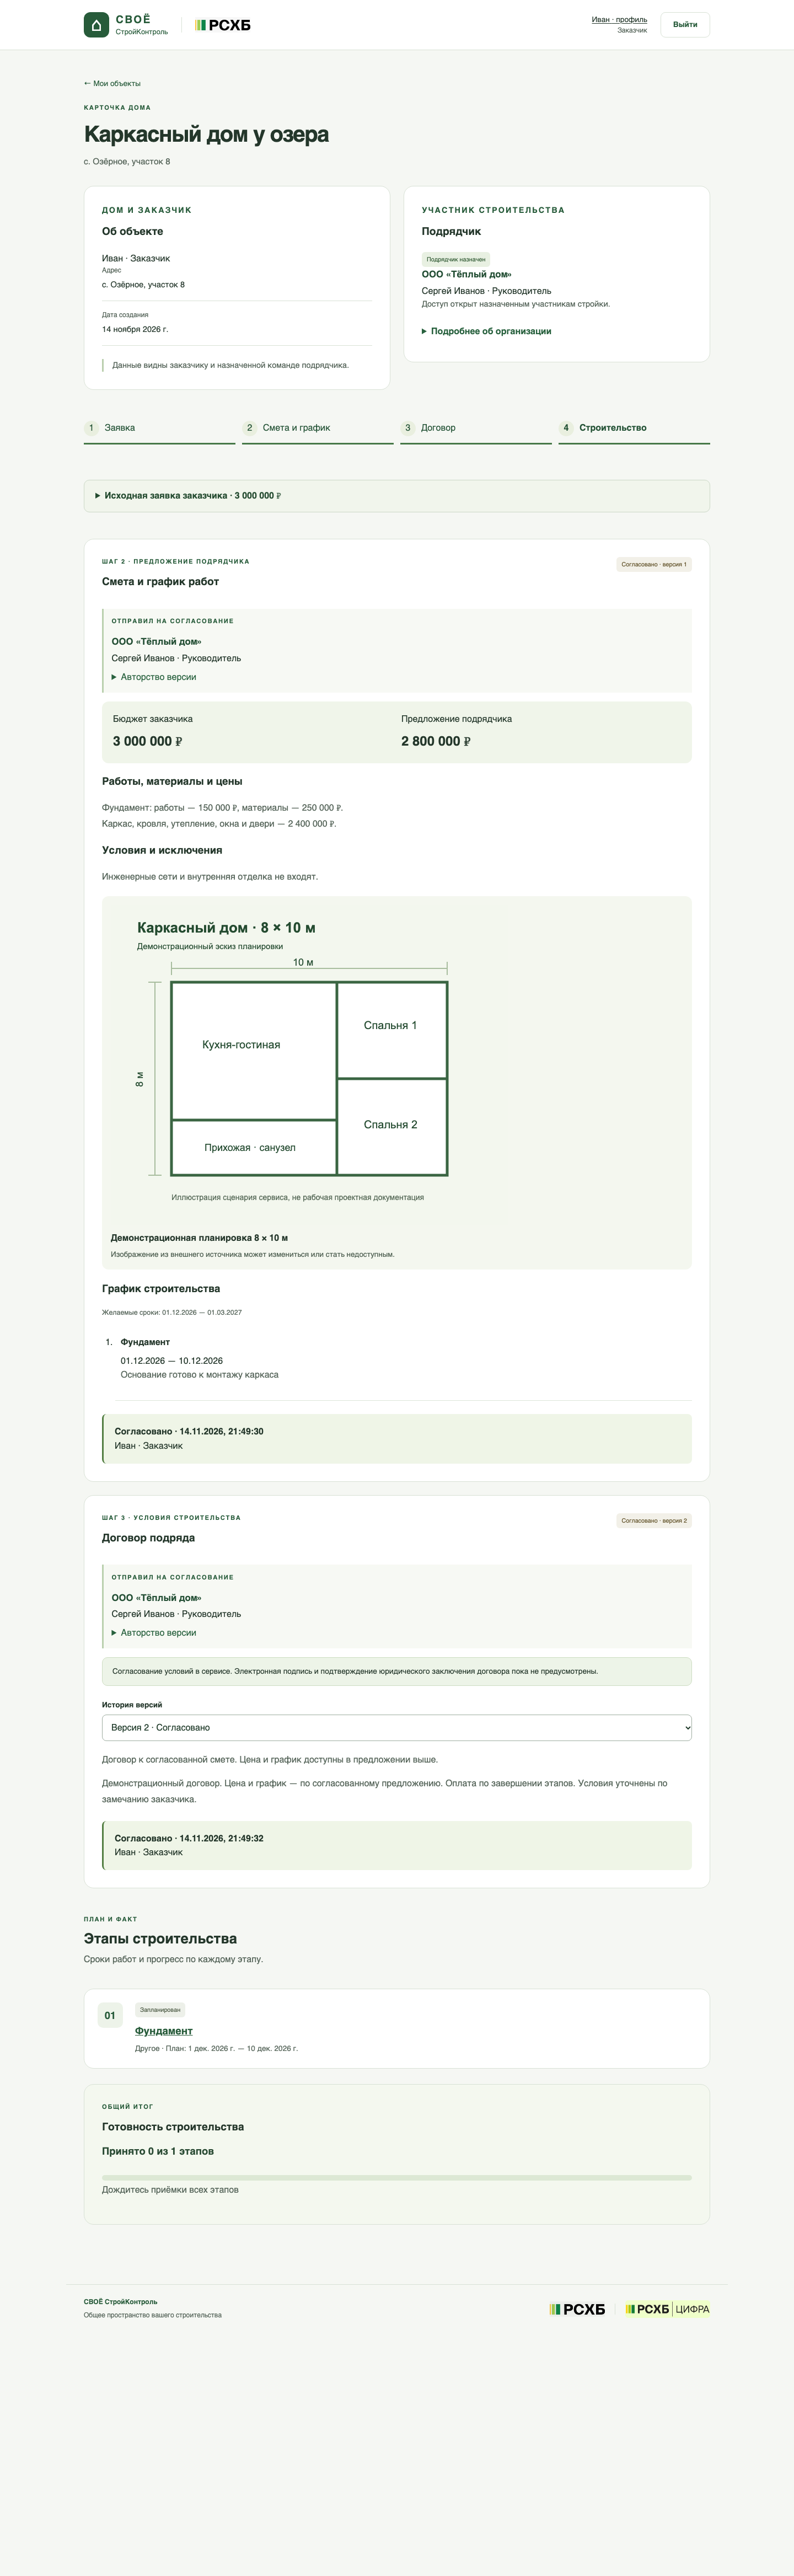 СВОЁ
СтройКонтроль
РСХБ
Иван · профиль
Заказчик
Выйти
← Мои объекты
КАРТОЧКА ДОМА
Каркасный дом у озера
с. Озёрное, участок 8
ДОМ И ЗАКАЗЧИК
Об объекте
Иван · Заказчик
Адрес
с. Озёрное, участок 8
Дата создания
14 ноября 2026 г.
Данные видны заказчику и назначенной команде подрядчика.
УЧАСТНИК СТРОИТЕЛЬСТВА
Подрядчик
Подрядчик назначен
ООО «Тёплый дом»
Сергей Иванов · Руководитель
Доступ открыт назначенным участникам стройки.
▶ Подробнее об организации
1 Заявка
2 Смета и график
3 Договор
4 Строительство
▶ Исходная заявка заказчика · 3 000 000 ₽
ШАГ 2 · ПРЕДЛОЖЕНИЕ ПОДРЯДЧИКА
Согласовано · версия 1
Смета и график работ
ОТПРАВИЛ НА СОГЛАСОВАНИЕ
ООО «Тёплый дом»
Сергей Иванов · Руководитель
▶ Авторство версии
Бюджет заказчика
3 000 000 ₽
Предложение подрядчика
2 800 000 ₽
Работы, материалы и цены
Фундамент: работы — 150 000 ₽, материалы — 250 000 ₽.
Каркас, кровля, утепление, окна и двери — 2 400 000 ₽.
Условия и исключения
Инженерные сети и внутренняя отделка не входят.
Каркасный дом · 8 × 10 м
Демонстрационный эскиз планировки
10 м
8 м
Кухня-гостиная
Спальня 1
Спальня 2
Прихожая · санузел
Иллюстрация сценария сервиса, не рабочая проектная документация
Демонстрационная планировка 8 × 10 м
Изображение из внешнего источника может измениться или стать недоступным.
График строительства
Желаемые сроки: 01.12.2026 — 01.03.2027
1. Фундамент
01.12.2026 — 10.12.2026
Основание готово к монтажу каркаса
Согласовано · 14.11.2026, 21:49:30
Иван · Заказчик
ШАГ 3 · УСЛОВИЯ СТРОИТЕЛЬСТВА
Согласовано · версия 2
Договор подряда
ОТПРАВИЛ НА СОГЛАСОВАНИЕ
ООО «Тёплый дом»
Сергей Иванов · Руководитель
▶ Авторство версии
Согласование условий в сервисе. Электронная подпись и подтверждение юридического заключения договора пока не предусмотрены.
История версий
Версия 2 · Согласовано
Договор к согласованной смете. Цена и график доступны в предложении выше.
Демонстрационный договор. Цена и график — по согласованному предложению. Оплата по завершении этапов. Условия уточнены по
замечанию заказчика.
Согласовано · 14.11.2026, 21:49:32
Иван · Заказчик
ПЛАН И ФАКТ
Этапы строительства
Сроки работ и прогресс по каждому этапу.
01
Запланирован
Фундамент
Другое · План: 1 дек. 2026 г. — 10 дек. 2026 г.
ОБЩИЙ ИТОГ
Готовность строительства
Принято 0 из 1 этапов
Дождитесь приёмки всех этапов
СВОЁ СтройКонтроль
Общее пространство вашего строительства
РСХБ
РСХБ ЦИФРА